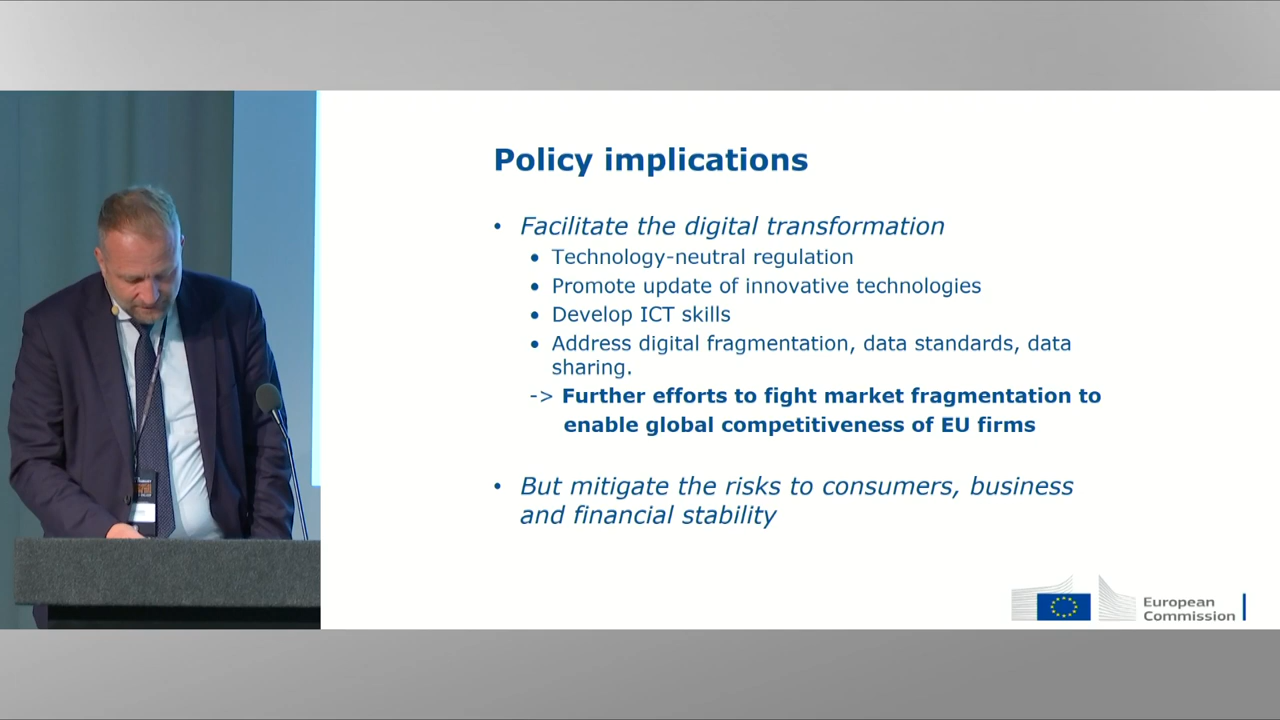 Policy implications
• Facilitate the digital transformation
• Technology-neutral regulation
• Promote update of innovative technologies
• Develop ICT skills
• Address digital fragmentation, data standards, data
sharing.
-> Further efforts to fight market fragmentation to
enable global competitiveness of EU firms
• But mitigate the risks to consumers, business
and financial stability
European
Commission